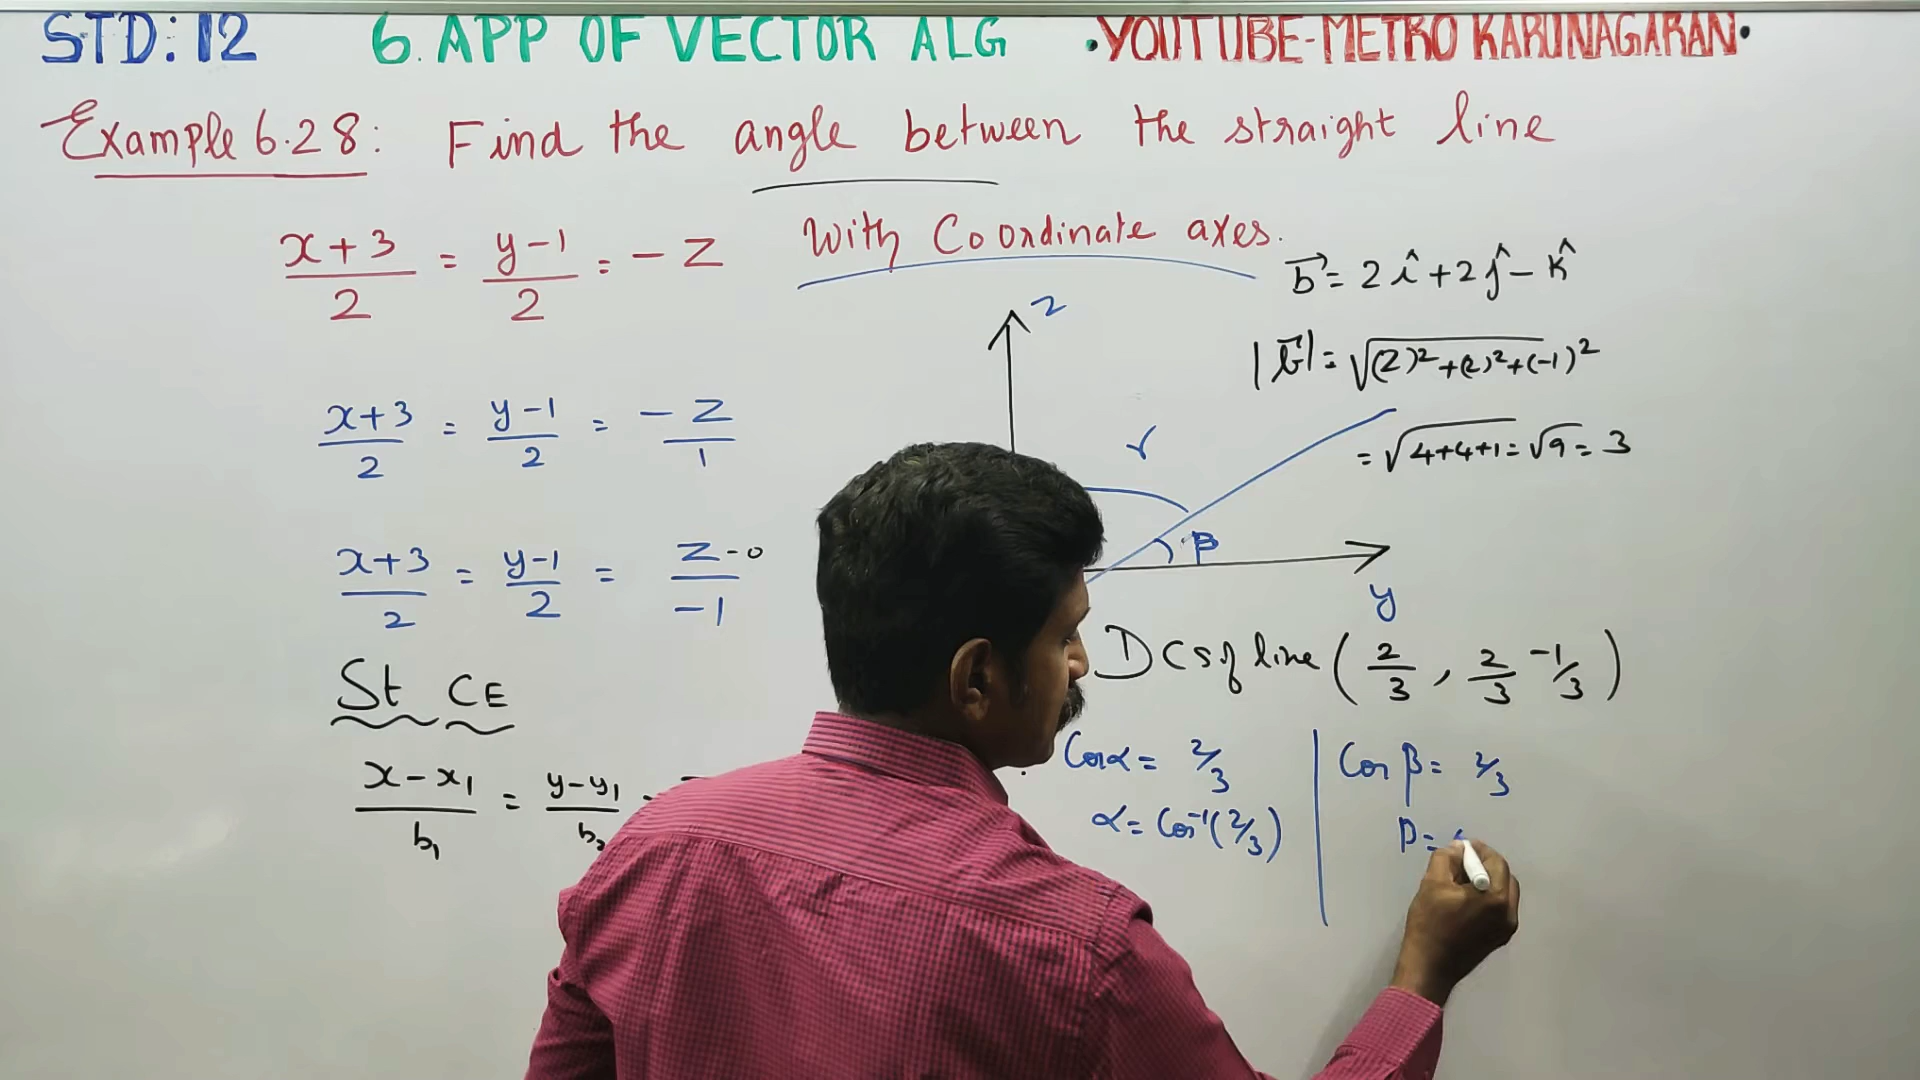 STD: 12 6. APP OF VECTOR ALG •YOUTUBE-METRO KARUNAGARAN•
Example 6.28: Find the angle between the straight line
x+3/2 = y-1/2 = -z with Coordinate axes.
x+3/2 = y-1/2 = -z/1
x+3/2 = y-1/2 = z-0/-1
St CE
x-x₁/b₁ = y-y₁/b₂ =
z
γ
β
y
b⃗ = 2î+2ĵ-k̂
|b⃗| = √(2)²+(2)²+(-1)²
= √4+4+1 = √9 = 3
DCs of line (2/3, 2/3 -1/3)
Cos α = 2/3
α = Cos⁻¹(2/3)
Cos β = 2/3
β =